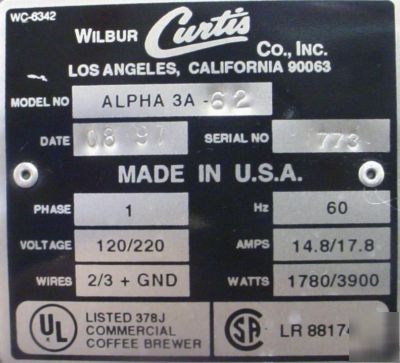 WC-6342
WILBUR Curtis CO., INC.
LOS ANGELES, CALIFORNIA 90063
MODEL NO ALPHA 3A -62
DATE 08 97 SERIAL NO 773
MADE IN U.S.A.
PHASE 1 Hz 60
VOLTAGE 120/220 AMPS 14.8/17.8
WIRES 2/3 + GND WATTS 1780/3900
UL LISTED 378J SA LR 88174
COMMERCIAL
COFFEE BREWER